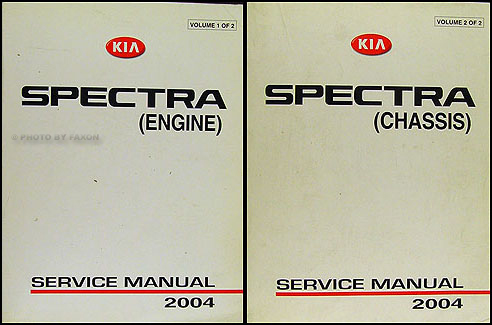 VOLUME 1 OF 2
KIA
SPECTRA
(ENGINE)
© PHOTO BY FAXON
SERVICE MANUAL
2004
VOLUME 2 OF 2
KIA
SPECTRA
(CHASSIS)
SERVICE MANUAL
2004